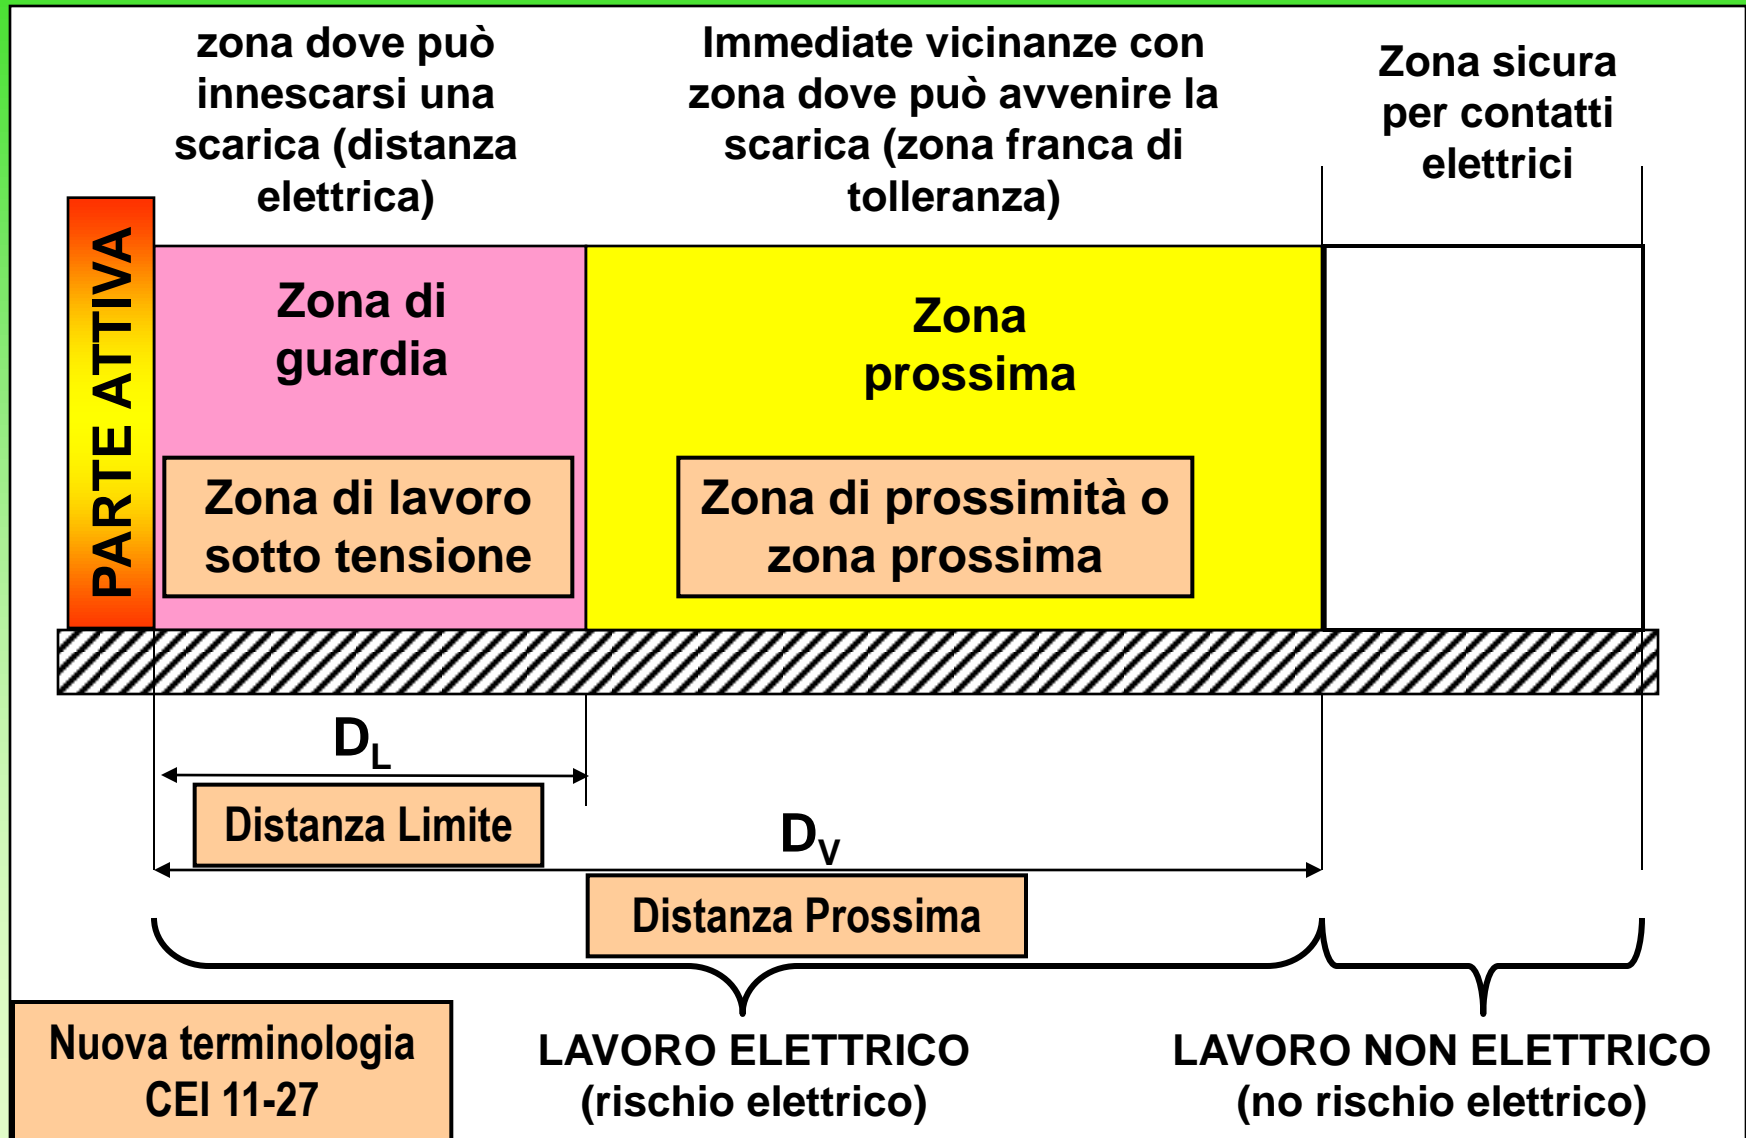 zona dove può
innescarsi una
scarica (distanza
elettrica)
Immediate vicinanze con
zona dove può avvenire la
scarica (zona franca di
tolleranza)
Zona sicura
per contatti
elettrici
PARTE ATTIVA
Zona di
guardia
Zona
prossima
Zona di lavoro
sotto tensione
Zona di prossimità o
zona prossima
DL
Distanza Limite
DV
Distanza Prossima
Nuova terminologia
CEI 11-27
LAVORO ELETTRICO
(rischio elettrico)
LAVORO NON ELETTRICO
(no rischio elettrico)